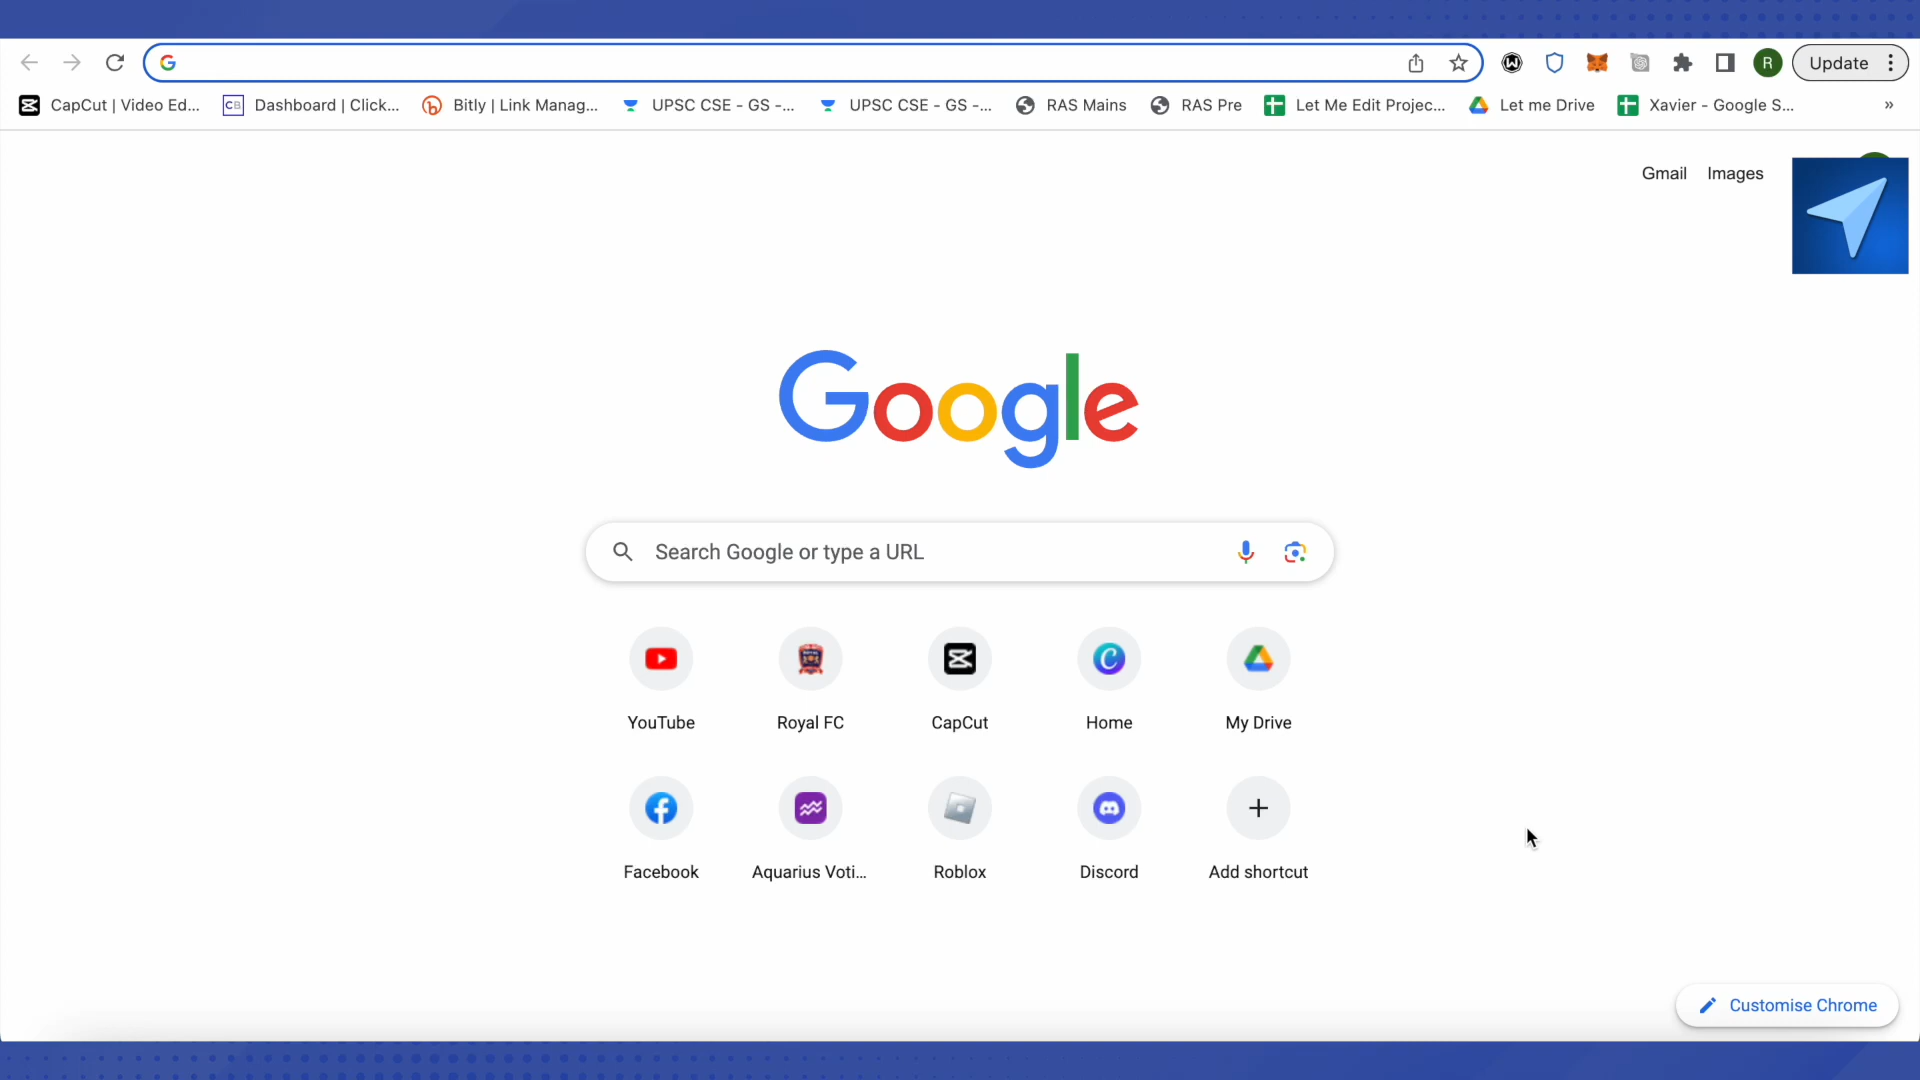 Update
CapCut | Video Ed...
CB
Dashboard | Click...
Bitly | Link Manag...
UPSC CSE - GS -...
UPSC CSE - GS -...
RAS Mains
RAS Pre
Let Me Edit Projec...
Let me Drive
Xavier - Google S...
»
R
Gmail
Images
Google
Search Google or type a URL
YouTube
Royal FC
CapCut
Home
My Drive
Facebook
Aquarius Voti...
Roblox
Discord
Add shortcut
Customise Chrome